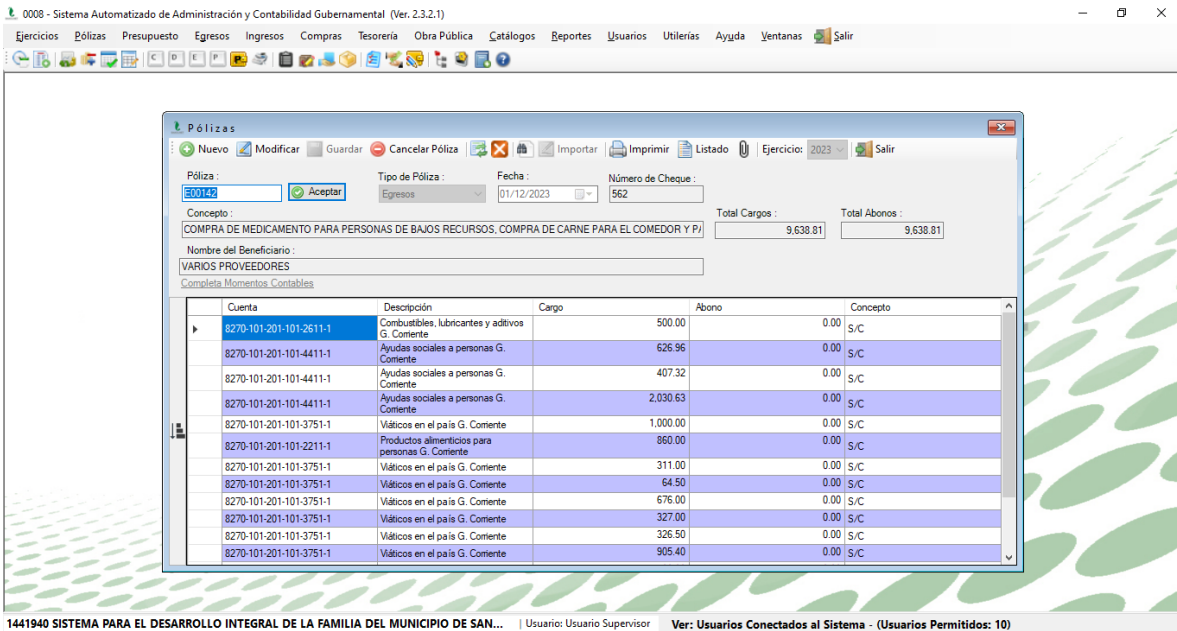 0008 - Sistema Automatizado de Administración y Contabilidad Gubernamental (Ver. 2.3.2.1)
Ejercicios Pólizas Presupuesto Egresos Ingresos Compras Tesorería Obra Pública Catálogos Reportes Usuarios Utilerías Ayuda Ventanas Salir
C D E P P
Pólizas
Nuevo Modificar Guardar Cancelar Póliza Importar Imprimir Listado Ejercicio: 2023 Salir
Póliza : Tipo de Póliza : Fecha : Número de Cheque :
E00142 Aceptar Egresos 01/12/2023 562
Concepto : Total Cargos : Total Abonos :
COMPRA DE MEDICAMENTO PARA PERSONAS DE BAJOS RECURSOS, COMPRA DE CARNE PARA EL COMEDOR Y P/ 9,638.81 9,638.81
Nombre del Beneficiario :
VARIOS PROVEEDORES
Completa Momentos Contables
Cuenta Descripción Cargo Abono Concepto
8270-101-201-101-2611-1 Combustibles, lubricantes y aditivos G. Corriente 500.00 0.00 S/C
8270-101-201-101-4411-1 Ayudas sociales a personas G. Corriente 626.96 0.00 S/C
8270-101-201-101-4411-1 Ayudas sociales a personas G. Corriente 407.32 0.00 S/C
8270-101-201-101-4411-1 Ayudas sociales a personas G. Corriente 2,030.63 0.00 S/C
8270-101-201-101-3751-1 Viáticos en el país G. Corriente 1,000.00 0.00 S/C
8270-101-201-101-2211-1 Productos alimenticios para personas G. Corriente 860.00 0.00 S/C
8270-101-201-101-3751-1 Viáticos en el país G. Corriente 311.00 0.00 S/C
8270-101-201-101-3751-1 Viáticos en el país G. Corriente 64.50 0.00 S/C
8270-101-201-101-3751-1 Viáticos en el país G. Corriente 676.00 0.00 S/C
8270-101-201-101-3751-1 Viáticos en el país G. Corriente 327.00 0.00 S/C
8270-101-201-101-3751-1 Viáticos en el país G. Corriente 326.50 0.00 S/C
8270-101-201-101-3751-1 Viáticos en el país G. Corriente 905.40 0.00 S/C
1441940 SISTEMA PARA EL DESARROLLO INTEGRAL DE LA FAMILIA DEL MUNICIPIO DE SAN... Usuario: Usuario Supervisor Ver: Usuarios Conectados al Sistema - (Usuarios Permitidos: 10)